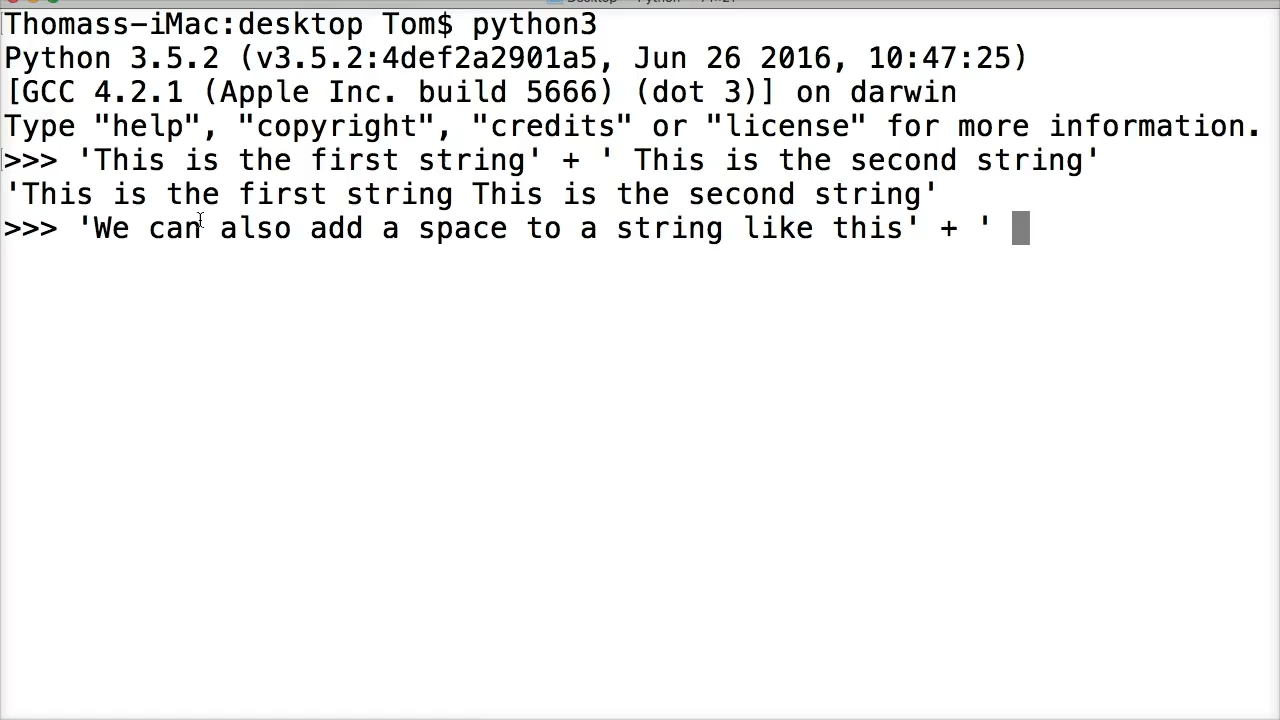 Thomass-iMac:desktop Tom$ python3
Python 3.5.2 (v3.5.2:4def2a2901a5, Jun 26 2016, 10:47:25)
[GCC 4.2.1 (Apple Inc. build 5666) (dot 3)] on darwin
Type "help", "copyright", "credits" or "license" for more information.
>>> 'This is the first string' + ' This is the second string'
'This is the first string This is the second string'
>>> 'We can also add a space to a string like this' + '